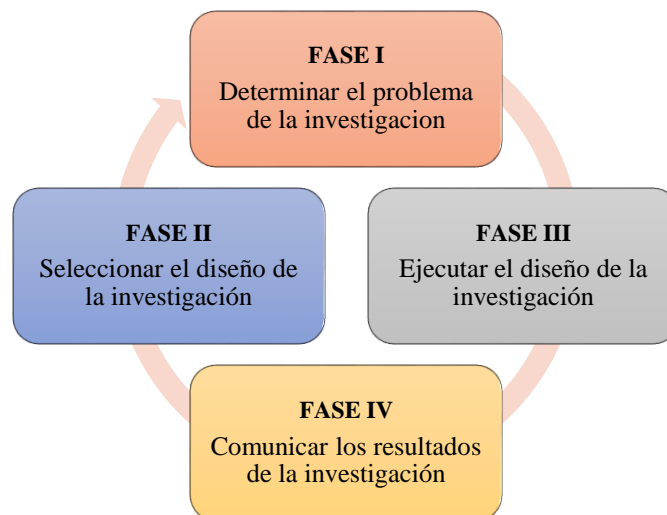 FASE I
Determinar el problema
de la investigacion
FASE II
Seleccionar el diseño de
la investigación
FASE III
Ejecutar el diseño de la
investigación
FASE IV
Comunicar los resultados
de la investigación